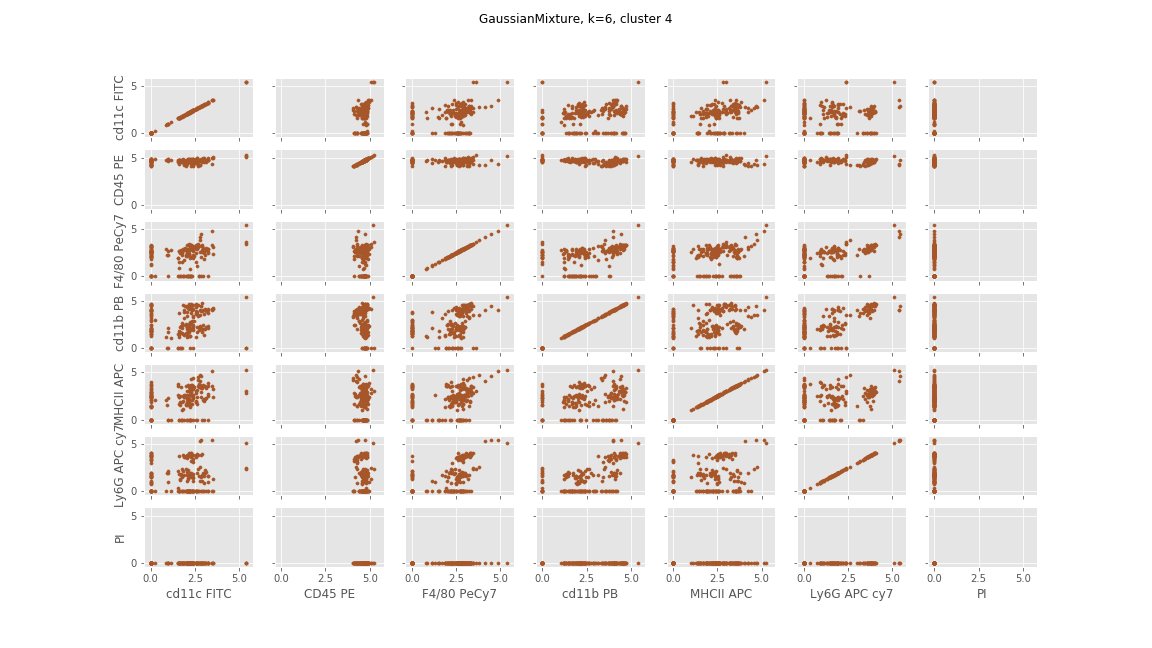 GaussianMixture, k=6, cluster 4
cd11c FITC
5
0
CD45 PE
5
0
F4/80 PeCy7
5
0
cd11b PB
5
0
MHCII APC
5
0
Ly6G APC cy7
5
0
PI
5
0
0.0 2.5 5.0 0.0 2.5 5.0 0.0 2.5 5.0 0.0 2.5 5.0 0.0 2.5 5.0 0.0 2.5 5.0 0.0 2.5 5.0
cd11c FITC CD45 PE F4/80 PeCy7 cd11b PB MHCII APC Ly6G APC cy7 PI